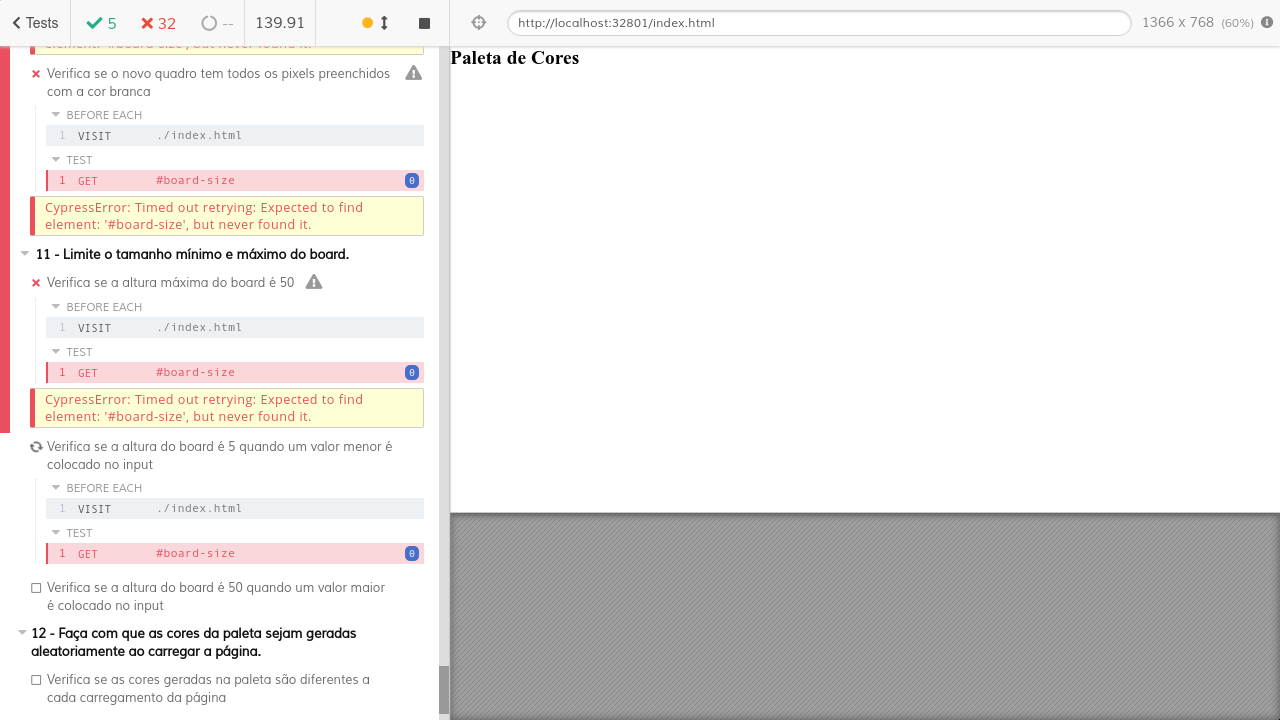 Tests
5
32
--
139.91
http://localhost:32801/index.html
1366 x 768 (60%)
element: '#board-size', but never found it.
Verifica se o novo quadro tem todos os pixels preenchidos
com a cor branca
BEFORE EACH
1 VISIT ./index.html
TEST
1 GET #board-size 0
CypressError: Timed out retrying: Expected to find
element: '#board-size', but never found it.
11 - Limite o tamanho mínimo e máximo do board.
Verifica se a altura máxima do board é 50
BEFORE EACH
1 VISIT ./index.html
TEST
1 GET #board-size 0
CypressError: Timed out retrying: Expected to find
element: '#board-size', but never found it.
Verifica se a altura do board é 5 quando um valor menor é
colocado no input
BEFORE EACH
1 VISIT ./index.html
TEST
1 GET #board-size 0
Verifica se a altura do board é 50 quando um valor maior
é colocado no input
12 - Faça com que as cores da paleta sejam geradas
aleatoriamente ao carregar a página.
Verifica se as cores geradas na paleta são diferentes a
cada carregamento da página
Paleta de Cores